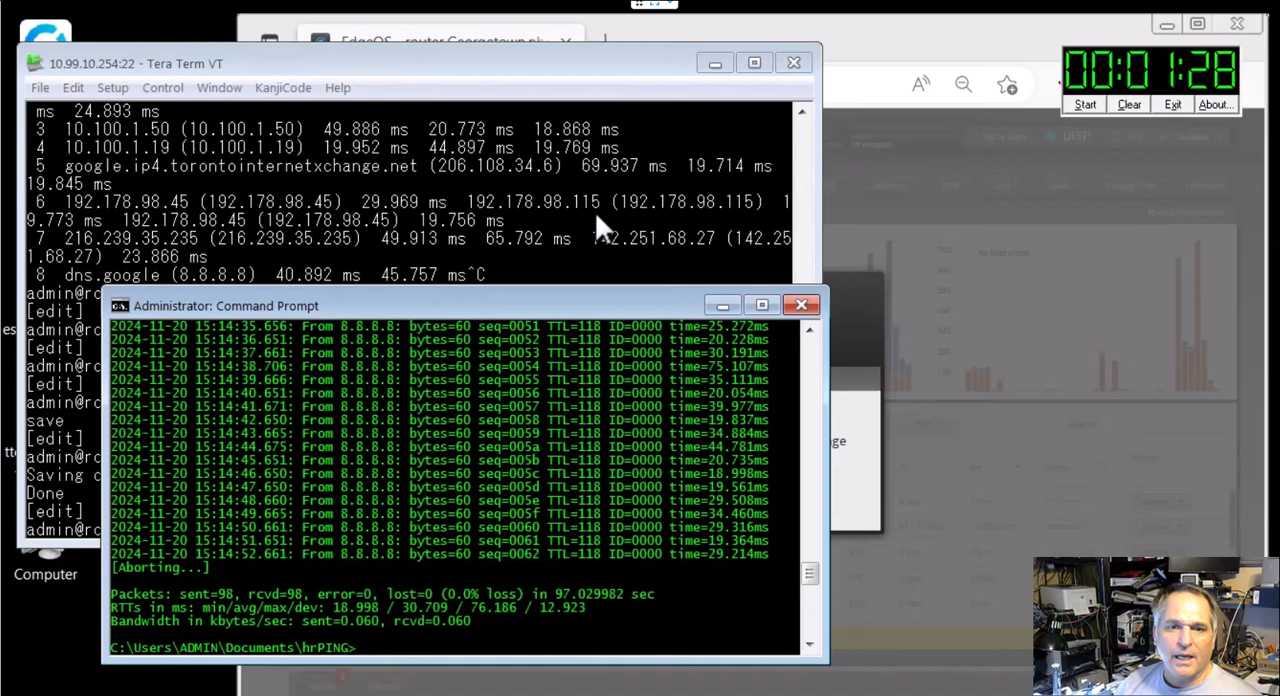 EdgeOS - router.Georgetown.ph
10.99.10.254:22 - Tera Term VT
File Edit Setup Control Window KanjiCode Help
00:01:28
Start Clear Exit About...
UISP
ms 24.893 ms
3 10.100.1.50 (10.100.1.50) 49.886 ms 20.773 ms 18.868 ms
4 10.100.1.19 (10.100.1.19) 19.952 ms 44.897 ms 19.769 ms
5 google.ip4.torontointernetxchange.net (206.108.34.6) 69.937 ms 19.714 ms
19.845 ms
6 192.178.98.45 (192.178.98.45) 29.969 ms 192.178.98.115 (192.178.98.115) 1
9.773 ms 192.178.98.45 (192.178.98.45) 19.756 ms
7 216.239.35.235 (216.239.35.235) 49.913 ms 65.792 ms 42.251.68.27 (142.25
1.68.27) 23.866 ms
8 dns.google (8.8.8.8) 40.892 ms 45.757 ms^C
admin@rc
[edit]
admin@rc
[edit]
admin@rc
[edit]
admin@rc
save
[edit]
admin@rc
Saving c
Done
[edit]
admin@rc
Administrator: Command Prompt
2024-11-20 15:14:35.656: From 8.8.8.8: bytes=60 seq=0051 TTL=118 ID=0000 time=25.272ms
2024-11-20 15:14:36.651: From 8.8.8.8: bytes=60 seq=0052 TTL=118 ID=0000 time=20.228ms
2024-11-20 15:14:37.661: From 8.8.8.8: bytes=60 seq=0053 TTL=118 ID=0000 time=30.191ms
2024-11-20 15:14:38.706: From 8.8.8.8: bytes=60 seq=0054 TTL=118 ID=0000 time=75.107ms
2024-11-20 15:14:39.666: From 8.8.8.8: bytes=60 seq=0055 TTL=118 ID=0000 time=35.111ms
2024-11-20 15:14:40.651: From 8.8.8.8: bytes=60 seq=0056 TTL=118 ID=0000 time=20.054ms
2024-11-20 15:14:41.671: From 8.8.8.8: bytes=60 seq=0057 TTL=118 ID=0000 time=39.977ms
2024-11-20 15:14:42.650: From 8.8.8.8: bytes=60 seq=0058 TTL=118 ID=0000 time=19.837ms
2024-11-20 15:14:43.665: From 8.8.8.8: bytes=60 seq=0059 TTL=118 ID=0000 time=34.884ms
2024-11-20 15:14:44.675: From 8.8.8.8: bytes=60 seq=005a TTL=118 ID=0000 time=44.781ms
2024-11-20 15:14:45.651: From 8.8.8.8: bytes=60 seq=005b TTL=118 ID=0000 time=20.735ms
2024-11-20 15:14:46.650: From 8.8.8.8: bytes=60 seq=005c TTL=118 ID=0000 time=18.998ms
2024-11-20 15:14:47.650: From 8.8.8.8: bytes=60 seq=005d TTL=118 ID=0000 time=19.561ms
2024-11-20 15:14:48.660: From 8.8.8.8: bytes=60 seq=005e TTL=118 ID=0000 time=29.508ms
2024-11-20 15:14:49.665: From 8.8.8.8: bytes=60 seq=005f TTL=118 ID=0000 time=34.460ms
2024-11-20 15:14:50.661: From 8.8.8.8: bytes=60 seq=0060 TTL=118 ID=0000 time=29.316ms
2024-11-20 15:14:51.651: From 8.8.8.8: bytes=60 seq=0061 TTL=118 ID=0000 time=19.364ms
2024-11-20 15:14:52.661: From 8.8.8.8: bytes=60 seq=0062 TTL=118 ID=0000 time=29.214ms
[Aborting...]
Packets: sent=98, rcvd=98, error=0, lost=0 (0.0% loss) in 97.029982 sec
RTTs in ms: min/avg/max/dev: 18.998 / 30.709 / 76.186 / 12.923
Bandwidth in kbytes/sec: sent=0.060, rcvd=0.060
C:\Users\ADMIN\Documents\hrPING>
ge
Computer